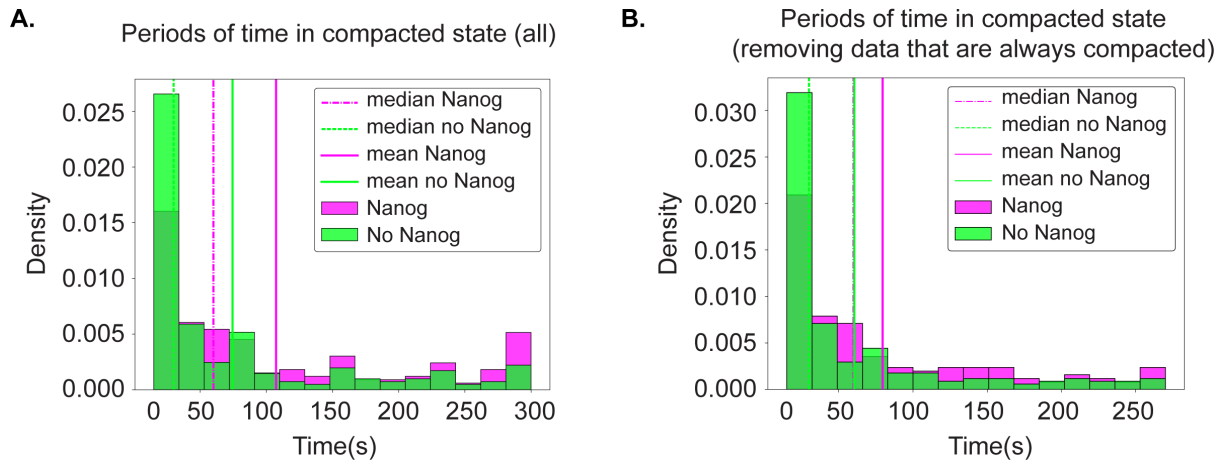 A.
Periods of time in compacted state (all)
0.025
0.020
0.015
0.010
0.005
0.000
Density
0 50 100 150 200 250 300
Time(s)
median Nanog
median no Nanog
mean Nanog
mean no Nanog
Nanog
No Nanog
B.
Periods of time in compacted state
(removing data that are always compacted)
0.030
0.025
0.020
0.015
0.010
0.005
0.000
Density
0 50 100 150 200 250
Time(s)
median Nanog
median no Nanog
mean Nanog
mean no Nanog
Nanog
No Nanog